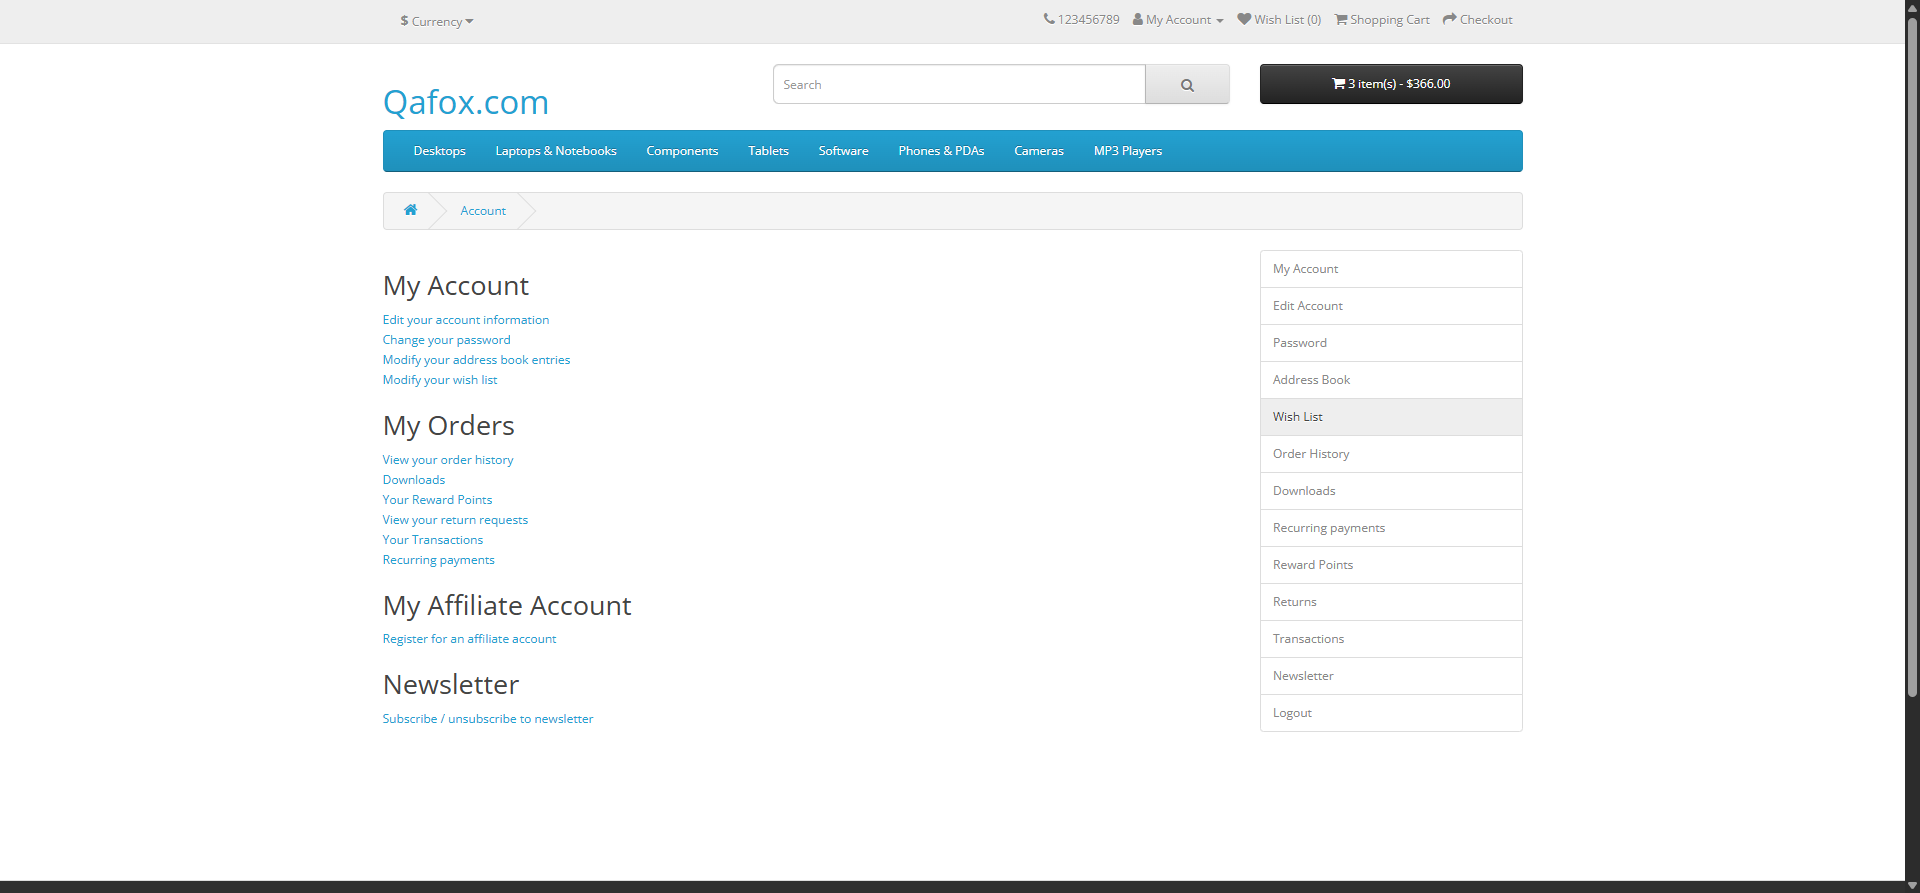 $ Currency
123456789 My Account Wish List (0) Shopping Cart Checkout
Qafox.com
Search
3 item(s) - $366.00
Desktops Laptops & Notebooks Components Tablets Software Phones & PDAs Cameras MP3 Players
Account
My Account
Edit your account information
Change your password
Modify your address book entries
Modify your wish list
My Orders
View your order history
Downloads
Your Reward Points
View your return requests
Your Transactions
Recurring payments
My Affiliate Account
Register for an affiliate account
Newsletter
Subscribe / unsubscribe to newsletter
My Account
Edit Account
Password
Address Book
Wish List
Order History
Downloads
Recurring payments
Reward Points
Returns
Transactions
Newsletter
Logout